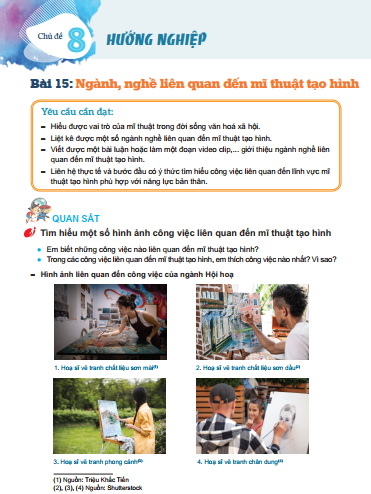 Chủ đề
8
HƯỚNG NGHIỆP
Bài 15: Ngành, nghề liên quan đến mĩ thuật tạo hình
Yêu cầu cần đạt:
– Hiểu được vai trò của mĩ thuật trong đời sống văn hoá xã hội.
– Liệt kê được một số ngành nghề liên quan đến mĩ thuật tạo hình.
– Viết được một bài luận hoặc làm một đoạn video clip,... giới thiệu ngành nghề liên
quan đến mĩ thuật tạo hình.
– Liên hệ thực tế và bước đầu có ý thức tìm hiểu công việc liên quan đến lĩnh vực mĩ
thuật tạo hình phù hợp với năng lực bản thân.
QUAN SÁT
Tìm hiểu một số hình ảnh công việc liên quan đến mĩ thuật tạo hình
• Em biết những công việc nào liên quan đến mĩ thuật tạo hình?
• Trong các công việc liên quan đến mĩ thuật tạo hình, em thích công việc nào nhất? Vì sao?
– Hình ảnh liên quan đến công việc của ngành Hội hoạ
1. Hoạ sĩ vẽ tranh chất liệu sơn mài(1)
2. Hoạ sĩ vẽ tranh chất liệu sơn dầu(2)
3. Hoạ sĩ vẽ tranh phong cảnh(3)
4. Hoạ sĩ vẽ tranh chân dung(4)
(1) Nguồn: Triệu Khắc Tiến
(2), (3), (4) Nguồn: Shutterstock